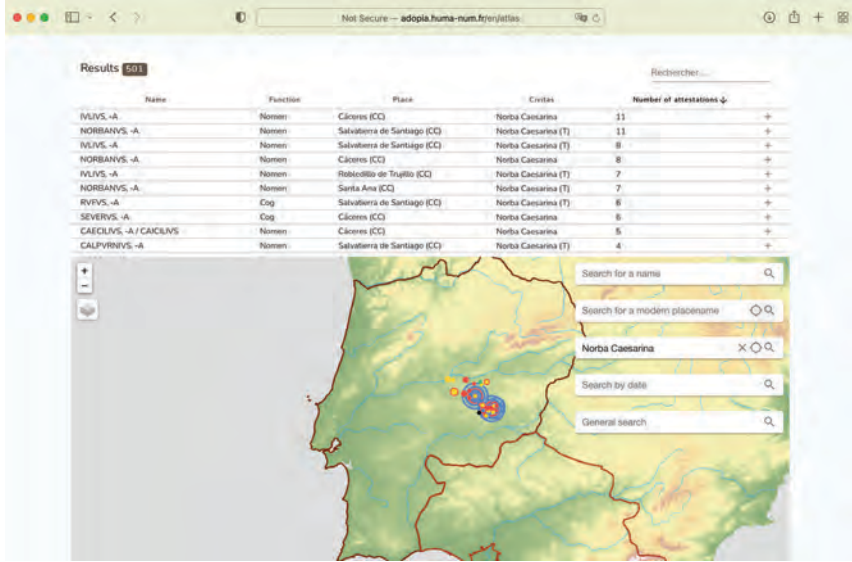 Not Secure — adopia.huma-num.fr/en/atlas
Results 501
Rechercher...
Name Function Place Civitas Number of attestations ↓
IVLIVS, -A Nomen Cáceres (CC) Norba Caesarina 11 +
NORBANVS, -A Nomen Salvatierra de Santiago (CC) Norba Caesarina (T) 11 +
IVLIVS, -A Nomen Salvatierra de Santiago (CC) Norba Caesarina (T) 8 +
NORBANVS, -A Nomen Cáceres (CC) Norba Caesarina 8 +
IVLIVS, -A Nomen Robledillo de Trujillo (CC) Norba Caesarina (T) 7 +
NORBANVS, -A Nomen Santa Ana (CC) Norba Caesarina (T) 7 +
RVFVS, -A Cog Salvatierra de Santiago (CC) Norba Caesarina (T) 6 +
SEVERVS, -A Cog Cáceres (CC) Norba Caesarina 6 +
CAECILIVS, -A / CAICILIVS Nomen Cáceres (CC) Norba Caesarina 5 +
CALPVRNIVS, -A Nomen Salvatierra de Santiago (CC) Norba Caesarina (T) 4 +
+
−
Search for a name
Search for a modern placename
Norba Caesarina
Search by date
General search